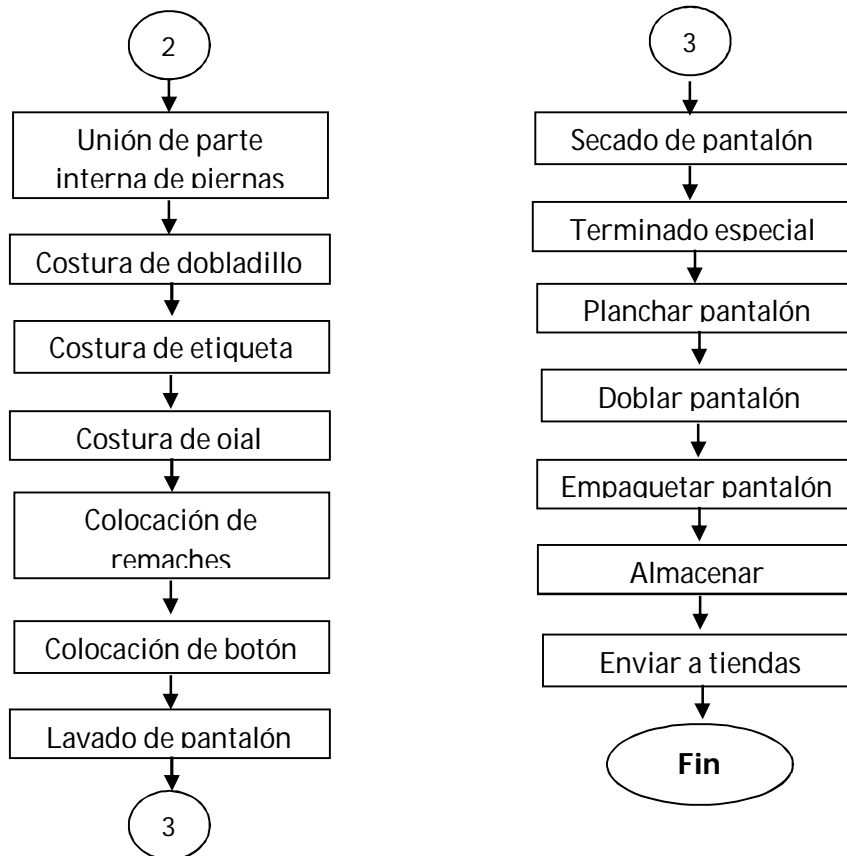 2
Unión de parte
interna de piernas
Costura de dobladillo
Costura de etiqueta
Costura de ojal
Colocación de
remaches
Colocación de botón
Lavado de pantalón
3
3
Secado de pantalón
Terminado especial
Planchar pantalón
Doblar pantalón
Empaquetar pantalón
Almacenar
Enviar a tiendas
Fin